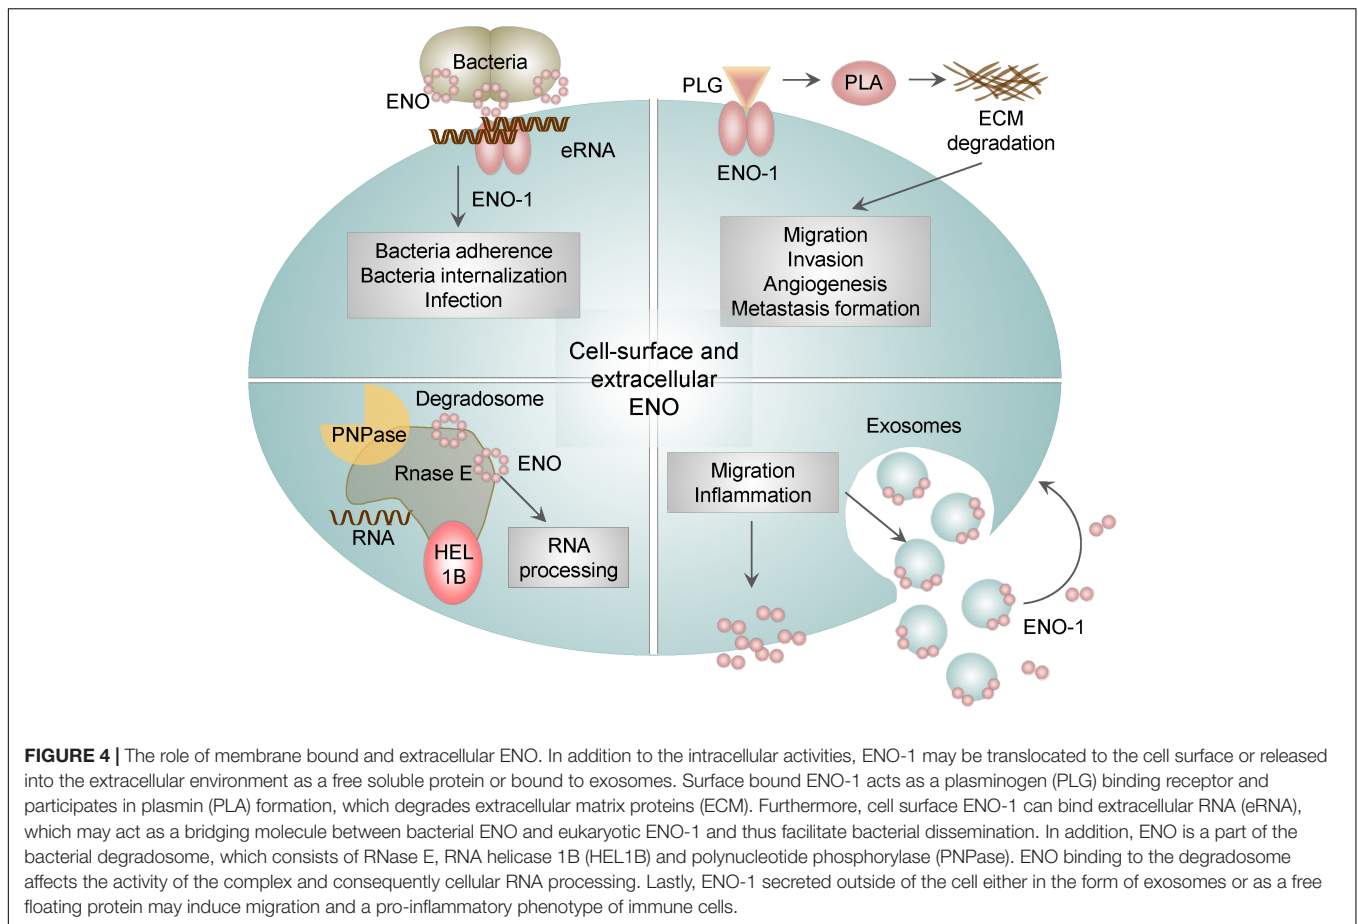 Bacteria
ENO
eRNA
ENO-1
Bacteria adherence
Bacteria internalization
Infection
PLG
PLA
ECM
degradation
ENO-1
Migration
Invasion
Angiogenesis
Metastasis formation
Cell-surface and
extracellular
ENO
Degradosome
PNPase
Rnase E
ENO
RNA
HEL
1B
RNA
processing
Exosomes
Migration
Inflammation
ENO-1
FIGURE 4 | The role of membrane bound and extracellular ENO. In addition to the intracellular activities, ENO-1 may be translocated to the cell surface or released
into the extracellular environment as a free soluble protein or bound to exosomes. Surface bound ENO-1 acts as a plasminogen (PLG) binding receptor and
participates in plasmin (PLA) formation, which degrades extracellular matrix proteins (ECM). Furthermore, cell surface ENO-1 can bind extracellular RNA (eRNA),
which may act as a bridging molecule between bacterial ENO and eukaryotic ENO-1 and thus facilitate bacterial dissemination. In addition, ENO is a part of the
bacterial degradosome, which consists of RNase E, RNA helicase 1B (HEL1B) and polynucleotide phosphorylase (PNPase). ENO binding to the degradosome
affects the activity of the complex and consequently cellular RNA processing. Lastly, ENO-1 secreted outside of the cell either in the form of exosomes or as a free
floating protein may induce migration and a pro-inflammatory phenotype of immune cells.